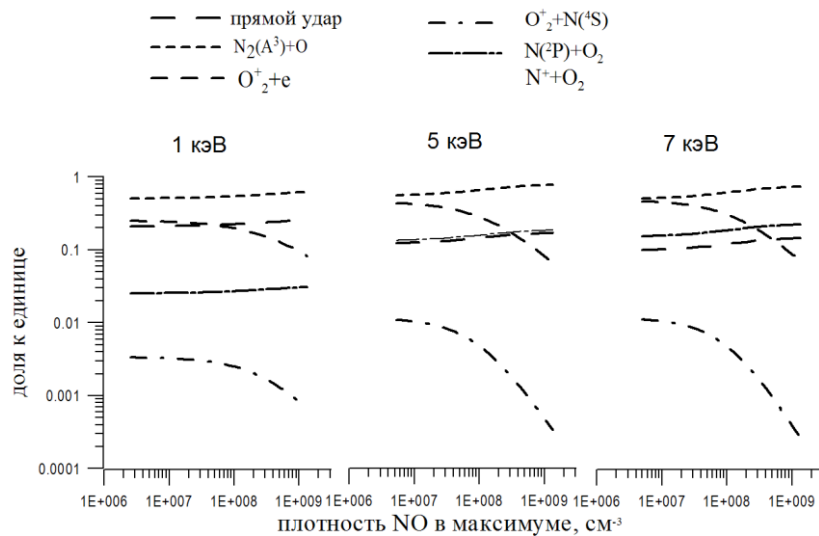 прямой удар
O⁺₂+N(⁴S)
N₂(A³)+O
N(²P)+O₂
O⁺₂+e
N⁺+O₂
1 кэВ 5 кэВ 7 кэВ
1
0.1
0.01
0.001
0.0001
доля к единице
1E+006 1E+007 1E+008 1E+009 1E+006 1E+007 1E+008 1E+009 1E+006 1E+007 1E+008 1E+009
плотность NO в максимуме, см⁻³